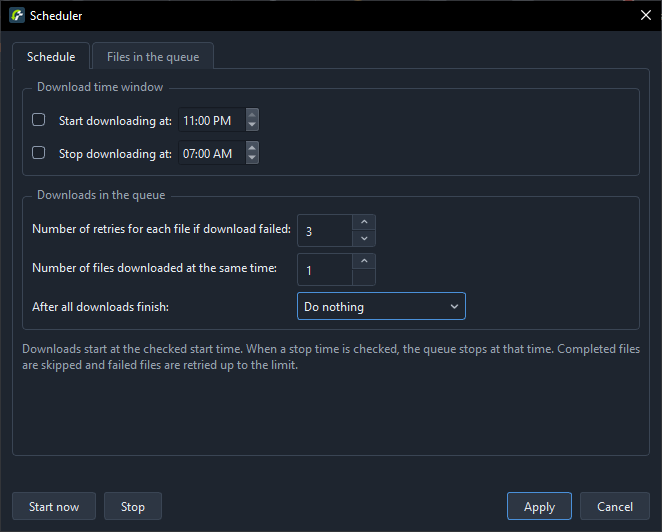 Scheduler
Schedule
Files in the queue
Download time window
Start downloading at: 11:00 PM
Stop downloading at: 07:00 AM
Downloads in the queue
Number of retries for each file if download failed: 3
Number of files downloaded at the same time: 1
After all downloads finish: Do nothing
Downloads start at the checked start time. When a stop time is checked, the queue stops at that time. Completed files
are skipped and failed files are retried up to the limit.
Start now
Stop
Apply
Cancel